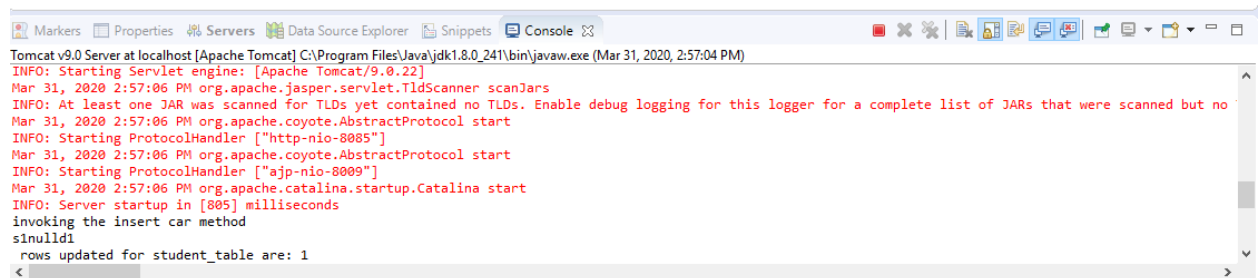 Markers Properties Servers Data Source Explorer Snippets Console
Tomcat v9.0 Server at localhost [Apache Tomcat] C:\Program Files\Java\jdk1.8.0_241\bin\javaw.exe (Mar 31, 2020, 2:57:04 PM)
INFO: Starting Servlet engine: [Apache Tomcat/9.0.22]
Mar 31, 2020 2:57:06 PM org.apache.jasper.servlet.TldScanner scanJars
INFO: At least one JAR was scanned for TLDs yet contained no TLDs. Enable debug logging for this logger for a complete list of JARs that were scanned but no
Mar 31, 2020 2:57:06 PM org.apache.coyote.AbstractProtocol start
INFO: Starting ProtocolHandler ["http-nio-8085"]
Mar 31, 2020 2:57:06 PM org.apache.coyote.AbstractProtocol start
INFO: Starting ProtocolHandler ["ajp-nio-8009"]
Mar 31, 2020 2:57:06 PM org.apache.catalina.startup.Catalina start
INFO: Server startup in [805] milliseconds
invoking the insert car method
s1nulld1
rows updated for student_table are: 1